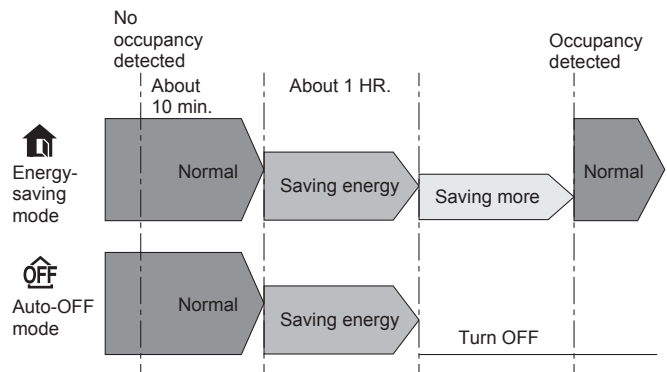 No
occupancy
detected
Occupancy
detected
About
10 min.
About 1 HR.
Energy-
saving
mode
Normal
Saving energy
Saving more
Normal
OFF
Auto-OFF
mode
Normal
Saving energy
Turn OFF